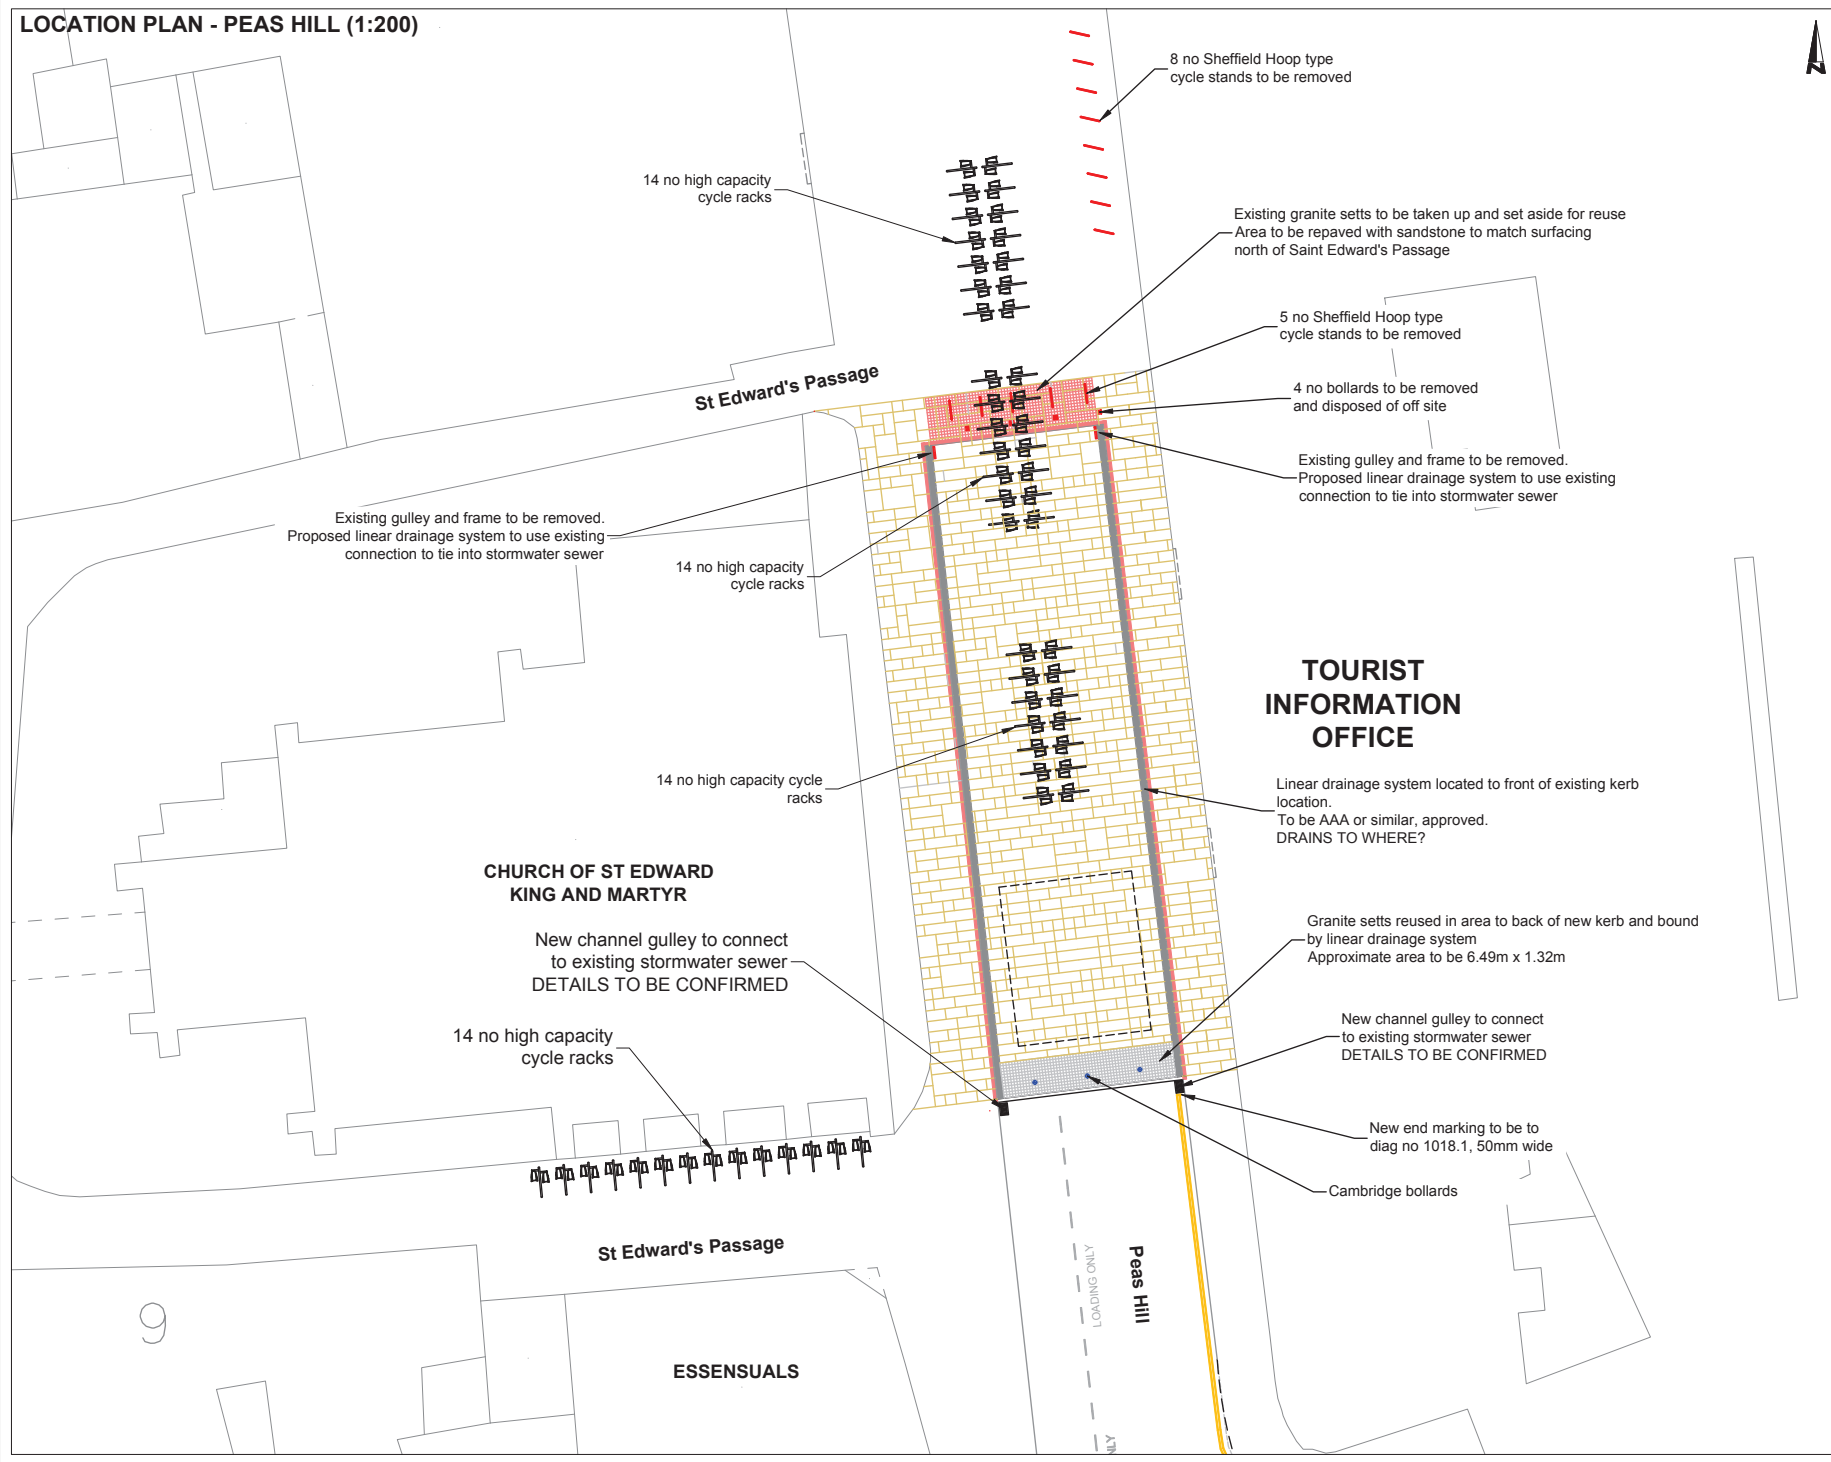 LOCATION PLAN - PEAS HILL (1:200)
N
8 no Sheffield Hoop type
cycle stands to be removed
14 no high capacity
cycle racks
Existing granite setts to be taken up and set aside for reuse
Area to be repaved with sandstone to match surfacing
north of Saint Edward's Passage
5 no Sheffield Hoop type
cycle stands to be removed
St Edward's Passage
4 no bollards to be removed
and disposed of off site
Existing gulley and frame to be removed.
Proposed linear drainage system to use existing
connection to tie into stormwater sewer
Existing gulley and frame to be removed.
Proposed linear drainage system to use existing
connection to tie into stormwater sewer
14 no high capacity
cycle racks
TOURIST
INFORMATION
OFFICE
14 no high capacity cycle
racks
Linear drainage system located to front of existing kerb
location.
To be AAA or similar, approved.
DRAINS TO WHERE?
CHURCH OF ST EDWARD
KING AND MARTYR
Granite setts reused in area to back of new kerb and bound
by linear drainage system
Approximate area to be 6.49m x 1.32m
New channel gulley to connect
to existing stormwater sewer
DETAILS TO BE CONFIRMED
14 no high capacity
cycle racks
New channel gulley to connect
to existing stormwater sewer
DETAILS TO BE CONFIRMED
New end marking to be to
diag no 1018.1, 50mm wide
Cambridge bollards
St Edward's Passage
Peas Hill
LOADING ONLY
9
ESSENSUALS
NLY